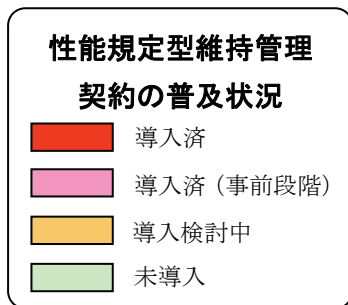 性能規定型維持管理
契約の普及状況
導入済
導入済（事前段階）
導入検討中
未導入